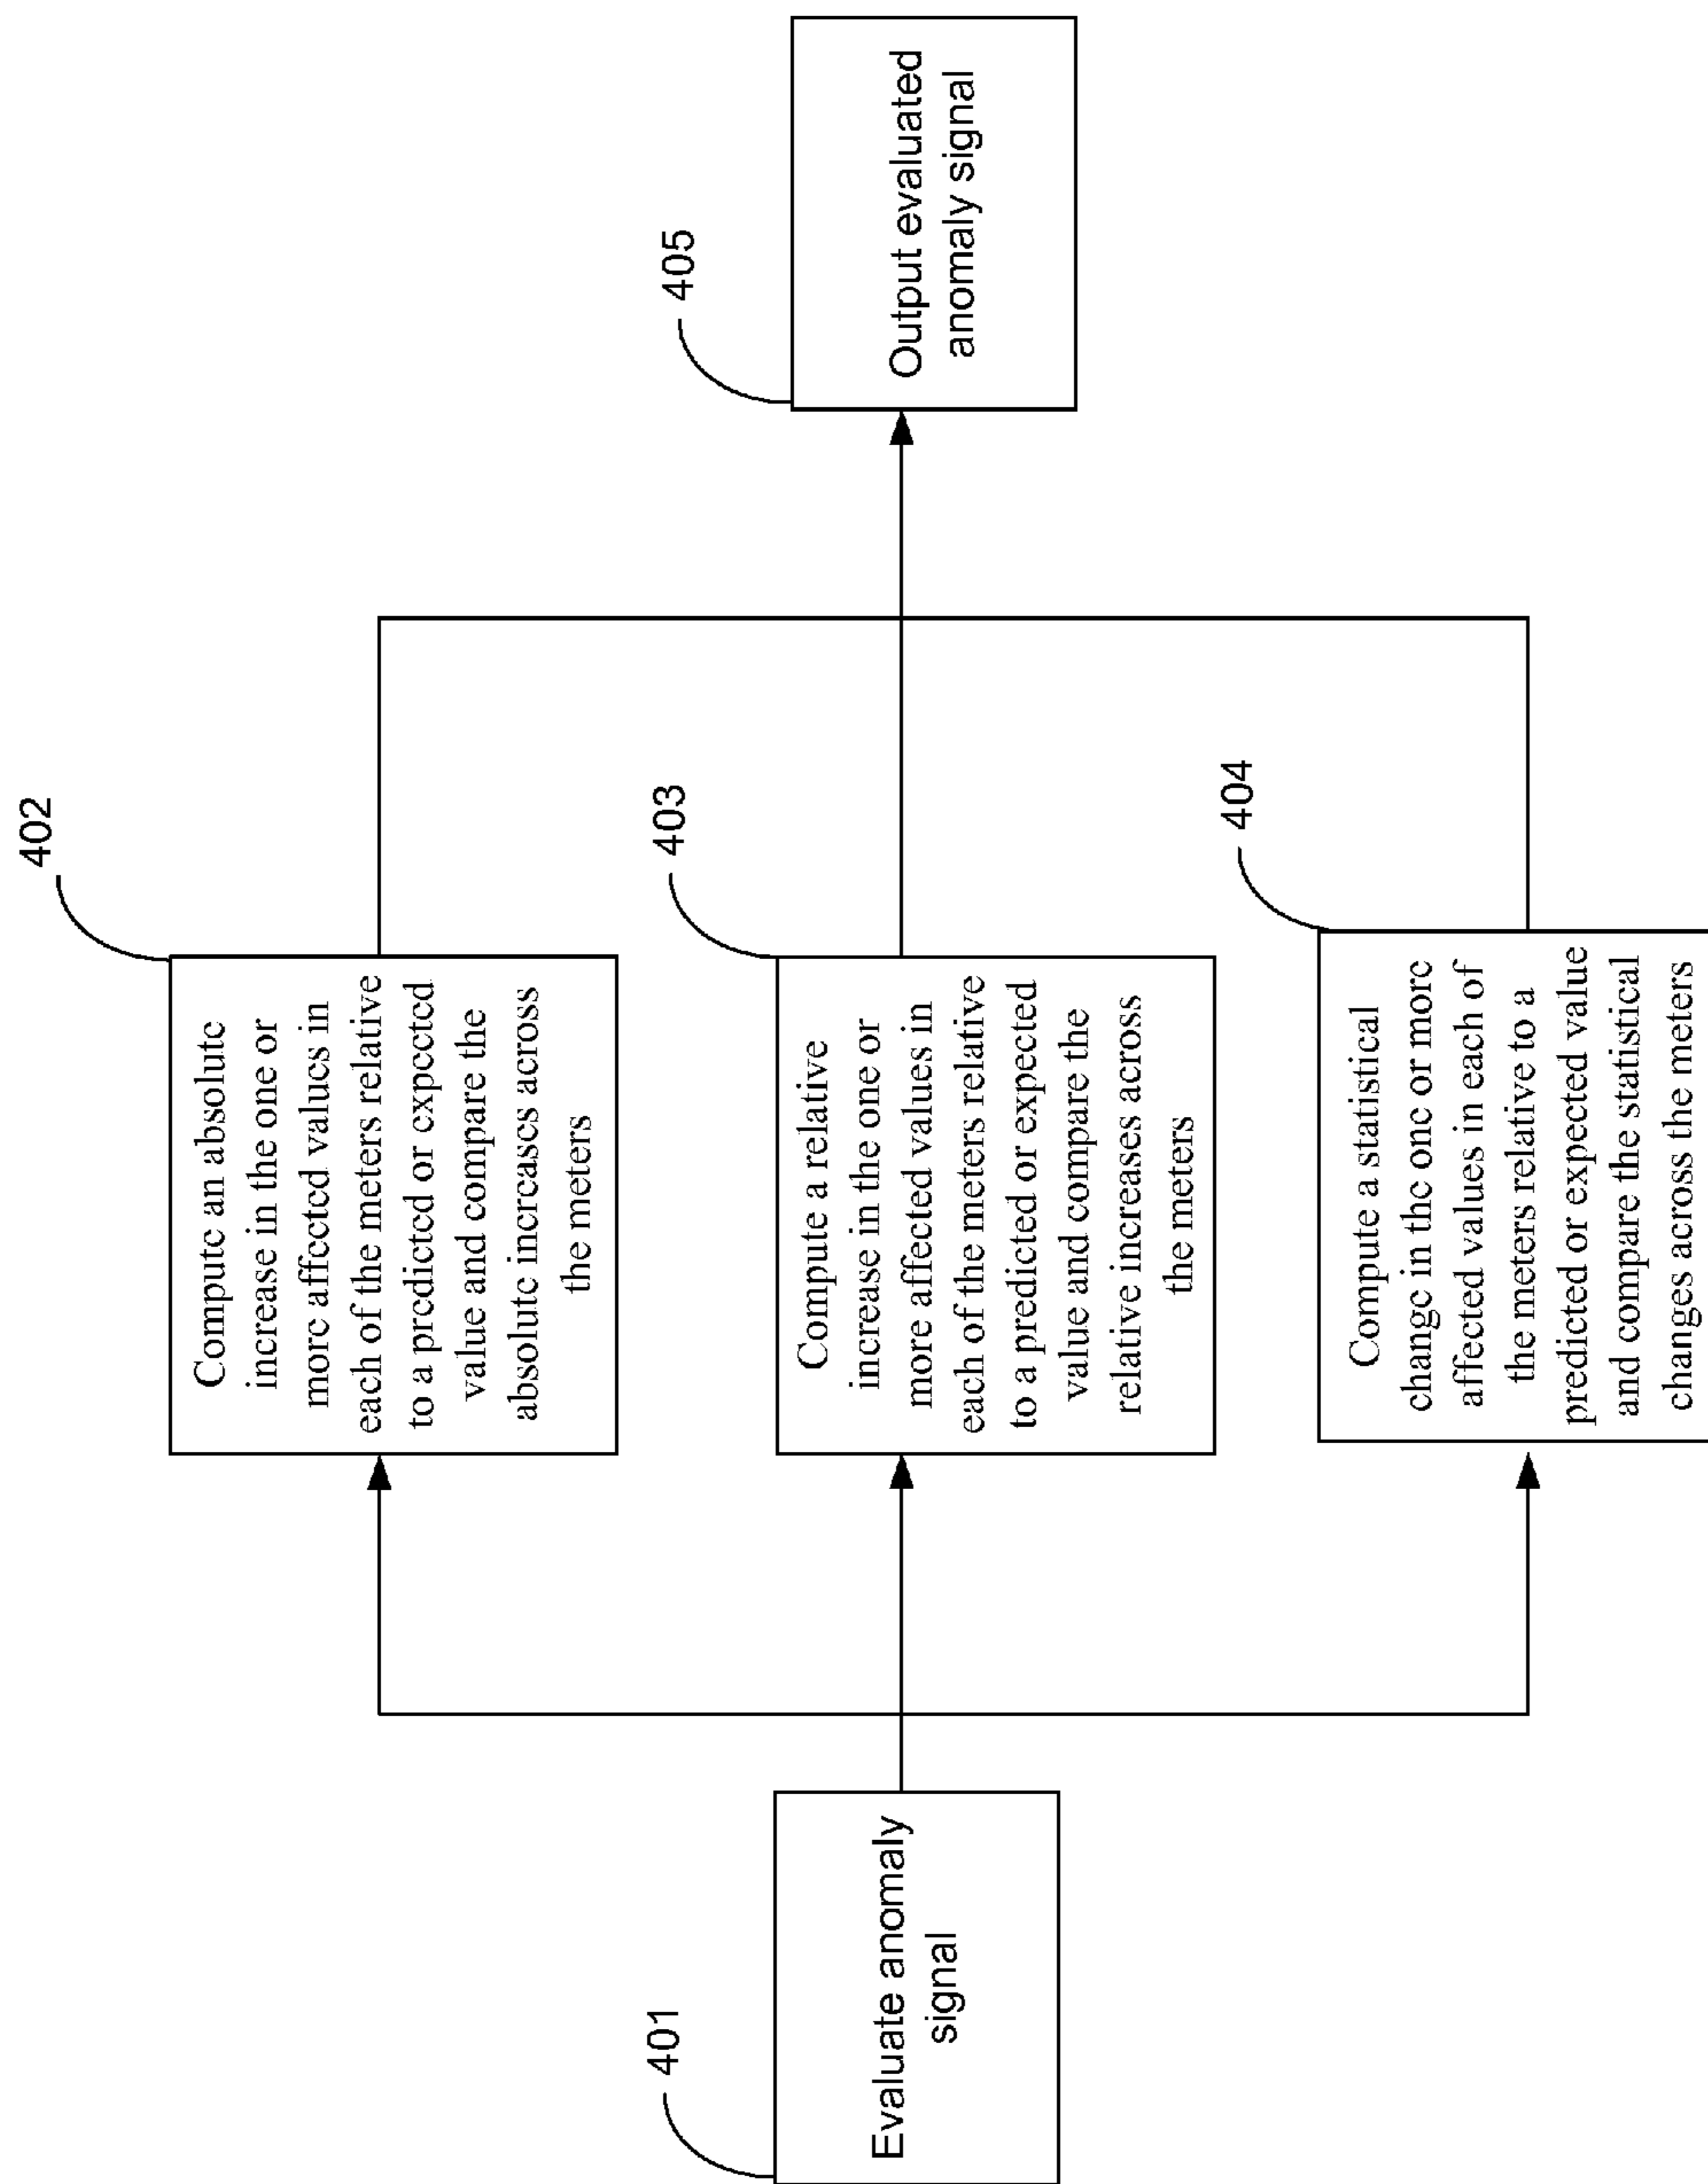 401
Evaluate anomaly
signal
402
Compute an absolute
increase in the one or
more affected values in
each of the meters relative
to a predicted or expected
value and compare the
absolute increases across
the meters
403
Compute a relative
increase in the one or
more affected values in
each of the meters relative
to a predicted or expected
value and compare the
relative increases across
the meters
404
Compute a statistical
change in the one or more
affected values in each of
the meters relative to a
predicted or expected value
and compare the statistical
changes across the meters
405
Output evaluated
anomaly signal